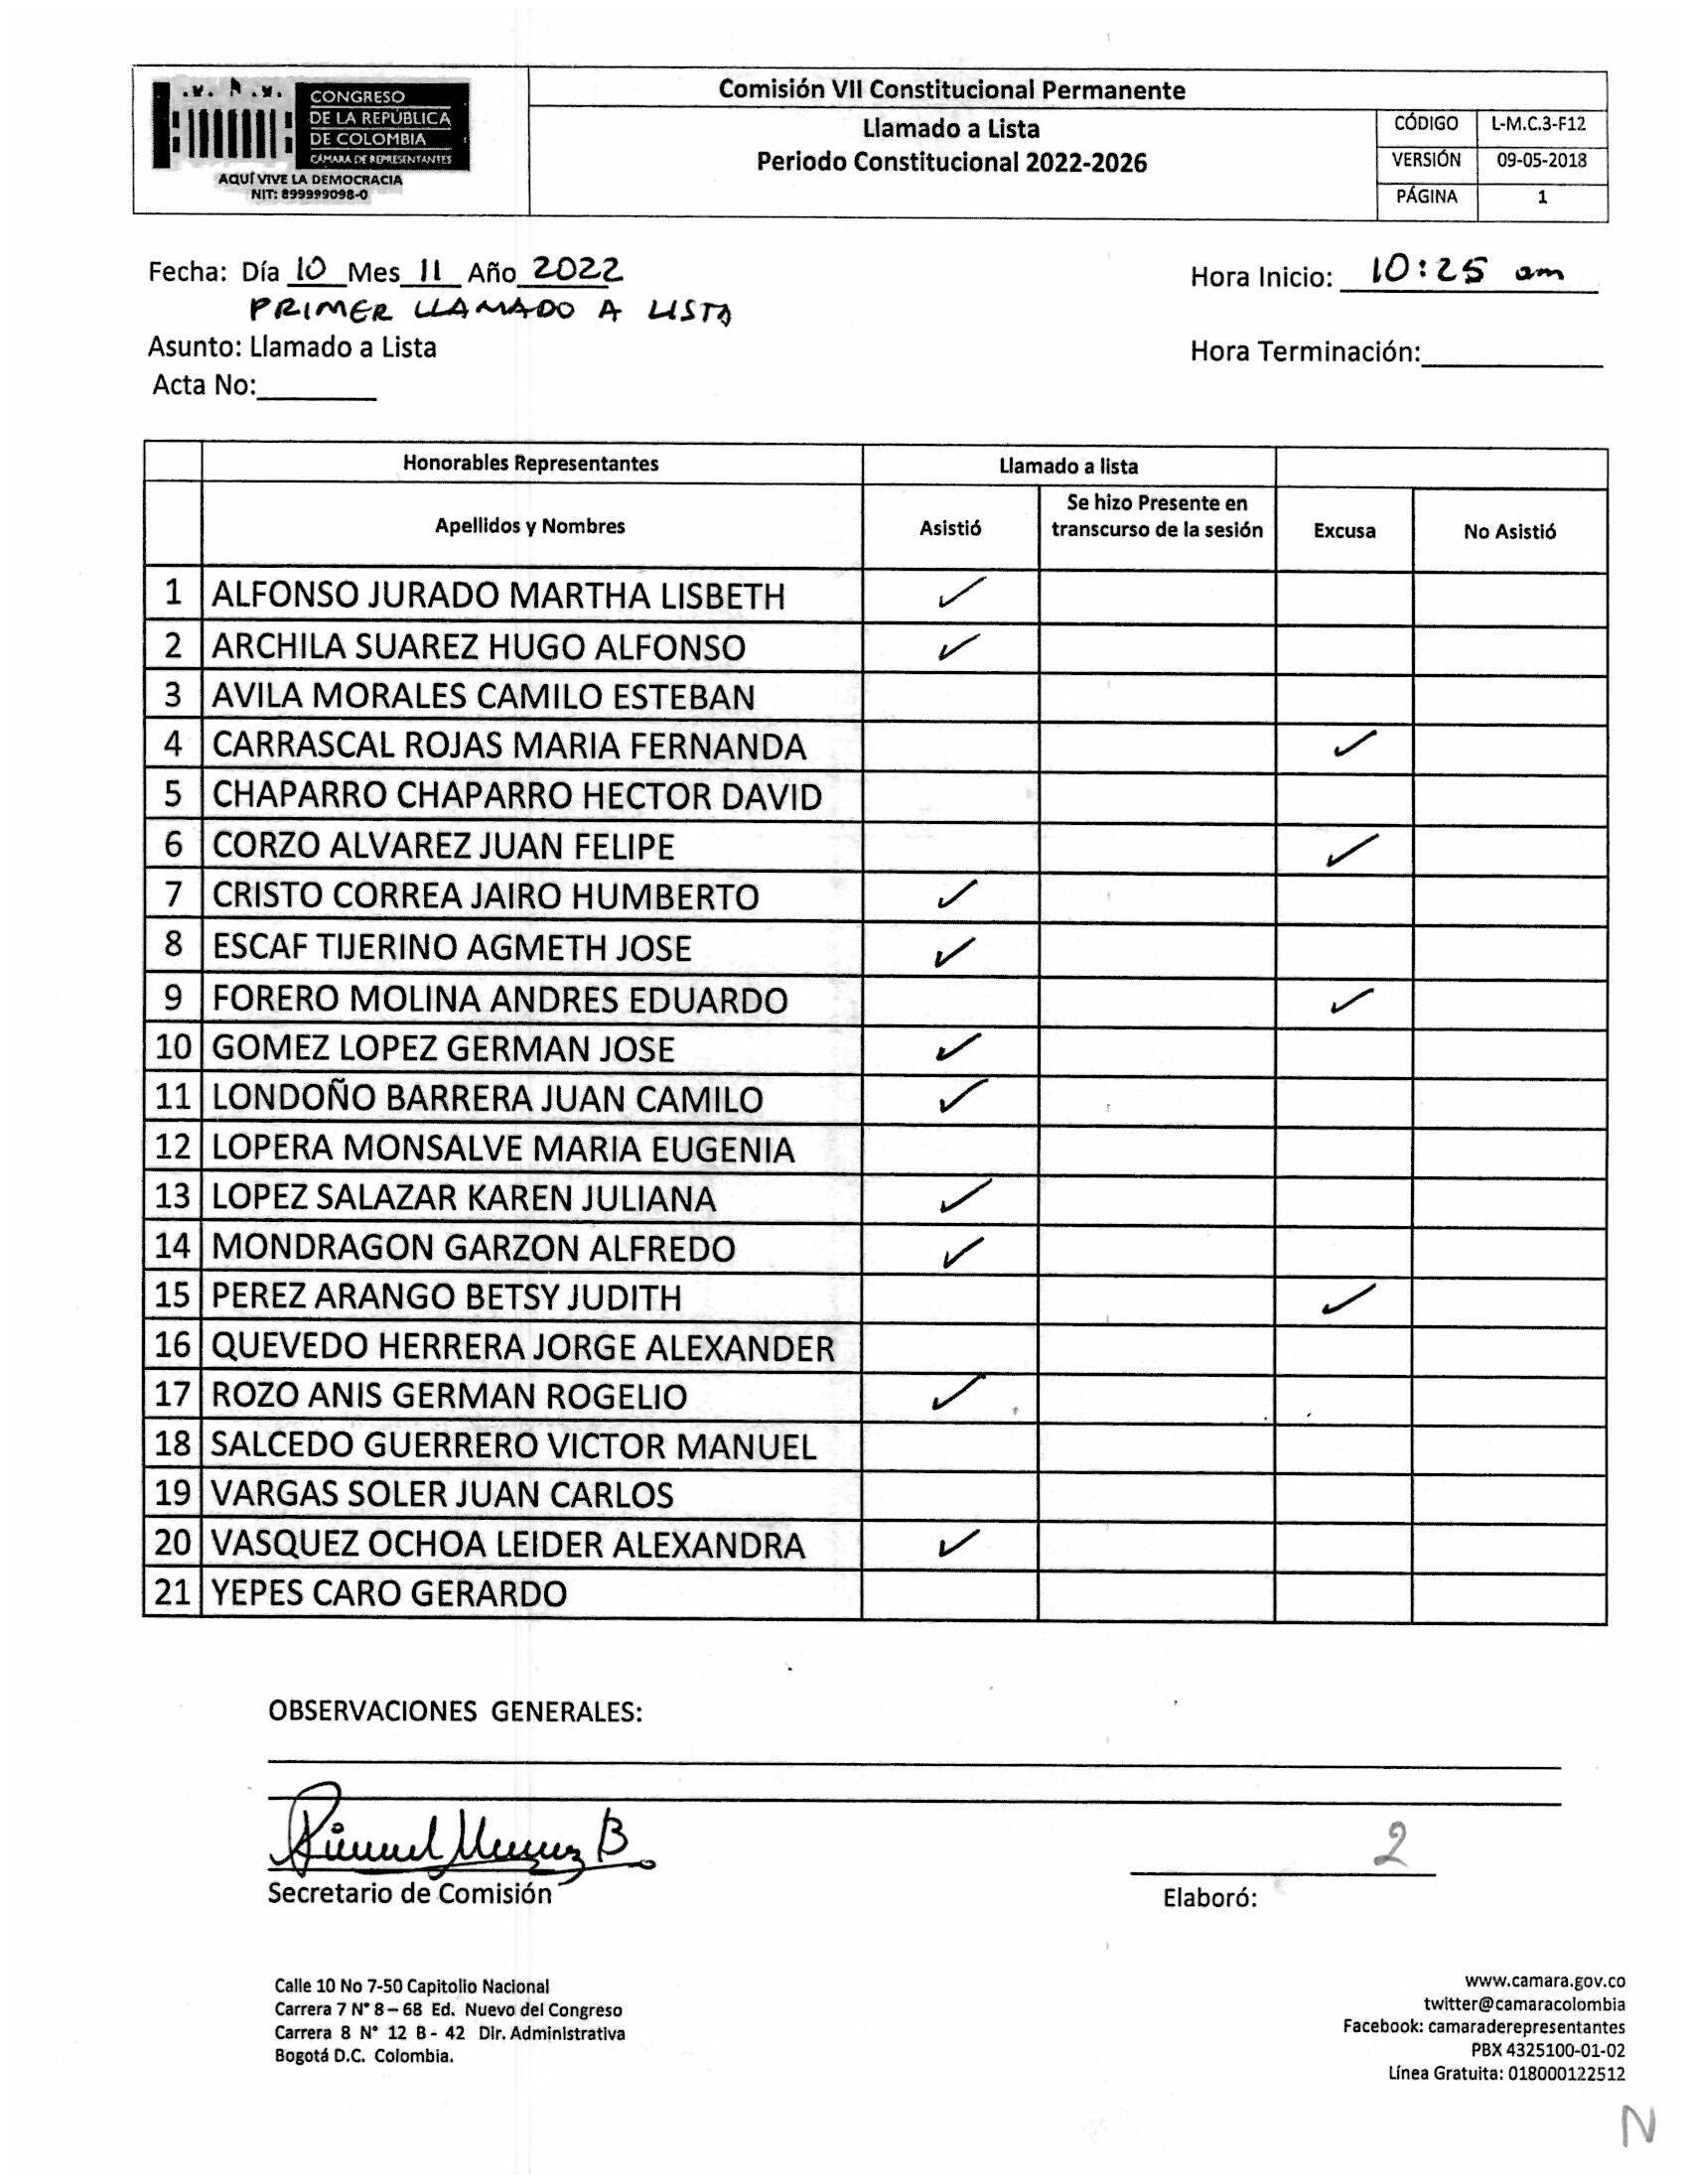 CONGRESO
DE LA REPÚBLICA
DE COLOMBIA
CÁMARA DE REPRESENTANTES
AQUÍ VIVE LA DEMOCRACIA
NIT: 899999098-0
Comisión VII Constitucional Permanente
Llamado a Lista
Periodo Constitucional 2022-2026
CÓDIGO L-M.C.3-F12
VERSIÓN 09-05-2018
PÁGINA 1
Fecha: Día 10 Mes 11 Año 2022
Hora Inicio: 10:25 am
PRIMER LLAMADO A LISTA
Asunto: Llamado a Lista
Hora Terminación:
Acta No:
Honorables Representantes Llamado a lista
Apellidos y Nombres Asistió Se hizo Presente en transcurso de la sesión Excusa No Asistió
1 ALFONSO JURADO MARTHA LISBETH ✓
2 ARCHILA SUAREZ HUGO ALFONSO ✓
3 AVILA MORALES CAMILO ESTEBAN
4 CARRASCAL ROJAS MARIA FERNANDA ✓
5 CHAPARRO CHAPARRO HECTOR DAVID
6 CORZO ALVAREZ JUAN FELIPE ✓
7 CRISTO CORREA JAIRO HUMBERTO ✓
8 ESCAF TIJERINO AGMETH JOSE ✓
9 FORERO MOLINA ANDRES EDUARDO ✓
10 GOMEZ LOPEZ GERMAN JOSE ✓
11 LONDOÑO BARRERA JUAN CAMILO ✓
12 LOPERA MONSALVE MARIA EUGENIA
13 LOPEZ SALAZAR KAREN JULIANA ✓
14 MONDRAGON GARZON ALFREDO ✓
15 PEREZ ARANGO BETSY JUDITH ✓
16 QUEVEDO HERRERA JORGE ALEXANDER
17 ROZO ANIS GERMAN ROGELIO ✓
18 SALCEDO GUERRERO VICTOR MANUEL
19 VARGAS SOLER JUAN CARLOS
20 VASQUEZ OCHOA LEIDER ALEXANDRA ✓
21 YEPES CARO GERARDO
OBSERVACIONES GENERALES:
2
Secretario de Comisión
Elaboró:
Calle 10 No 7-50 Capitolio Nacional
Carrera 7 N° 8 – 68 Ed. Nuevo del Congreso
Carrera 8 N° 12 B - 42 Dir. Administrativa
Bogotá D.C. Colombia.
www.camara.gov.co
twitter@camaracolombia
Facebook: camaraderepresentantes
PBX 4325100-01-02
Línea Gratuita: 018000122512
N